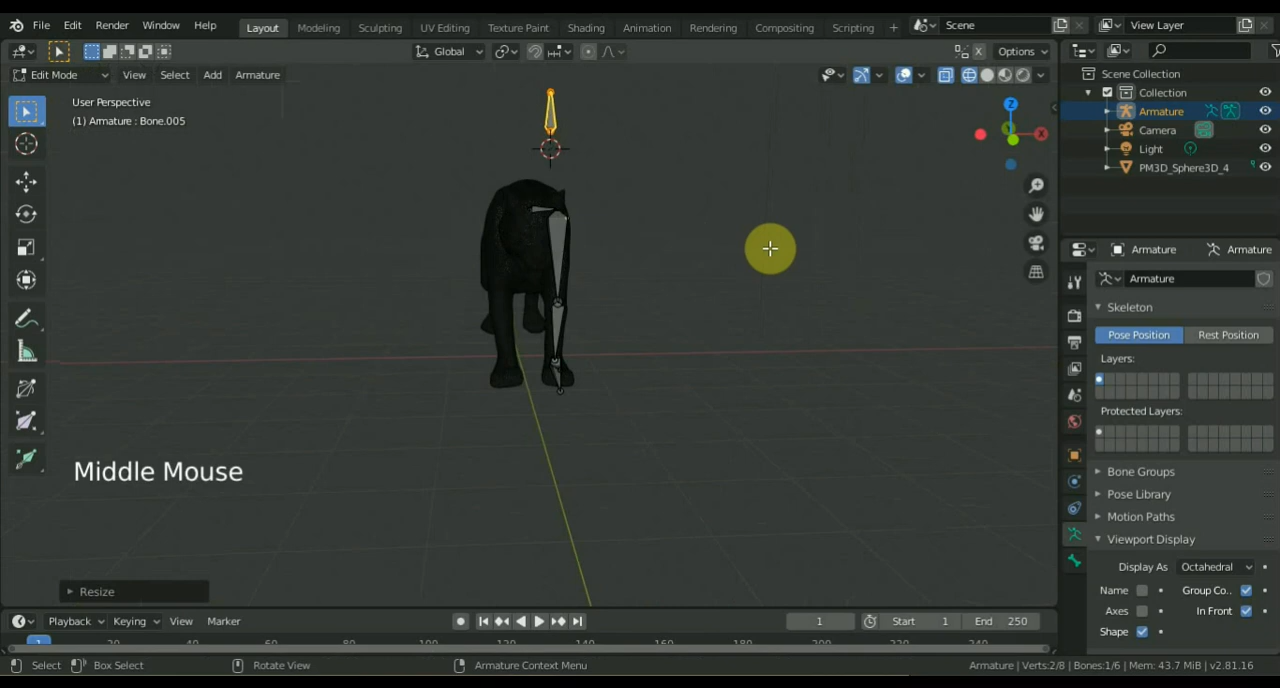 File Edit Render Window Help Layout Modeling Sculpting UV Editing Texture Paint Shading Animation Rendering Compositing Scripting + Scene View Layer
Global Options
Edit Mode View Select Add Armature
User Perspective
(1) Armature : Bone.005
Z
X
Scene Collection
Collection
Armature
Camera
Light
PM3D_Sphere3D_4
Armature Armature
Armature
Skeleton
Pose Position Rest Position
Layers:
Protected Layers:
Bone Groups
Pose Library
Motion Paths
Viewport Display
Display As Octahedral
Name Group Co..
Axes In Front
Shape
Middle Mouse
Resize
Playback Keying View Marker 1 Start 1 End 250
1
Select Box Select Rotate View Armature Context Menu Armature | Verts:2/8 | Bones:1/6 | Mem: 43.7 MiB | v2.81.16